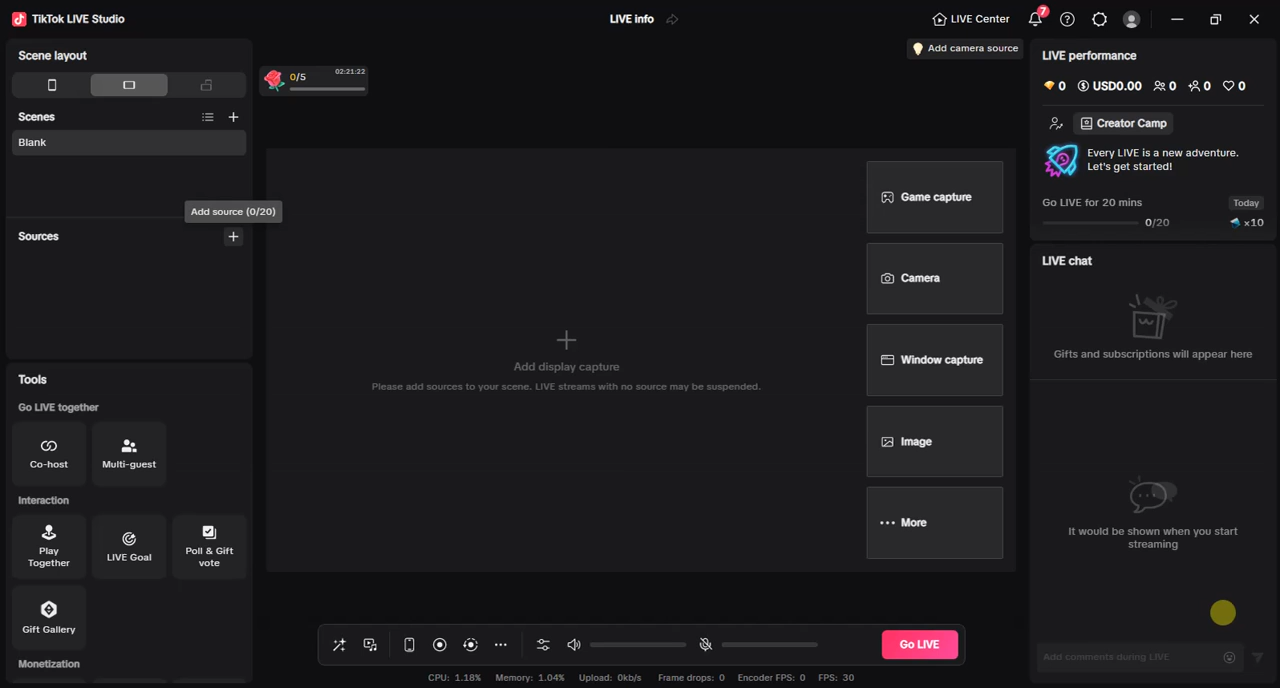 TikTok LIVE Studio
LIVE info
LIVE Center
7
Add camera source
Scene layout
Scenes
Blank
Add source (0/20)
Sources
Tools
Go LIVE together
Co-host
Multi-guest
Interaction
Play
Together
LIVE Goal
Poll & Gift
vote
Gift Gallery
Monetization
0/5
02:21:22
Add display capture
Please add sources to your scene. LIVE streams with no source may be suspended.
Game capture
Camera
Window capture
Image
More
Go LIVE
CPU: 1.18%
Memory: 1.04%
Upload: 0kb/s
Frame drops: 0
Encoder FPS: 0
FPS: 30
LIVE performance
0
USD0.00
0
0
0
Creator Camp
Every LIVE is a new adventure.
Let's get started!
Go LIVE for 20 mins
Today
0/20
x10
LIVE chat
Gifts and subscriptions will appear here
It would be shown when you start
streaming
Add comments during LIVE